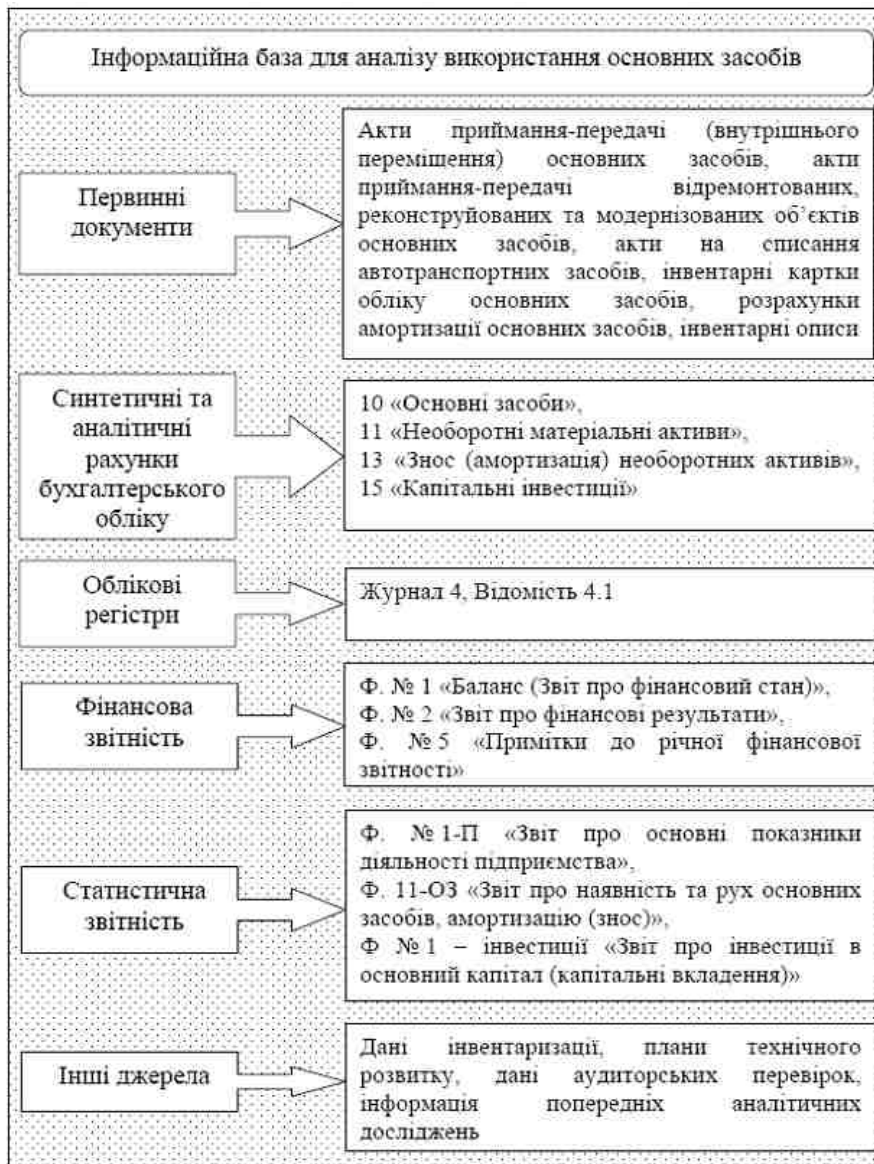 Інформаційна база для аналізу використання основних засобів
Первинні
документи
Акти приймання-передачі (внутрішнього
переміщення) основних засобів, акти
приймання-передачі відремонтованих,
реконструйованих та модернізованих об’єктів
основних засобів, акти на списання
автотранспортних засобів, інвентарні картки
обліку основних засобів, розрахунки
амортизації основних засобів, інвентарні описи
Синтетичні та
аналітичні
рахунки
бухгалтерського
обліку
10 «Основні засоби»,
11 «Необоротні матеріальні активи»,
13 «Знос (амортизація) необоротних активів»,
15 «Капітальні інвестиції»
Облікові
регістри
Журнал 4, Відомість 4.1
Фінансова
звітність
Ф. № 1 «Баланс (Звіт про фінансовий стан)»,
Ф. № 2 «Звіт про фінансові результати»,
Ф. № 5 «Примітки до річної фінансової
звітності»
Статистична
звітність
Ф. № 1-П «Звіт про основні показники
діяльності підприємства»,
Ф. 11-ОЗ «Звіт про наявність та рух основних
засобів, амортизацію (знос)»,
Ф № 1 – інвестиції «Звіт про інвестиції в
основний капітал (капітальні вкладення)»
Інші джерела
Дані інвентаризації, плани технічного
розвитку, дані аудиторських перевірок,
інформація попередніх аналітичних
досліджень